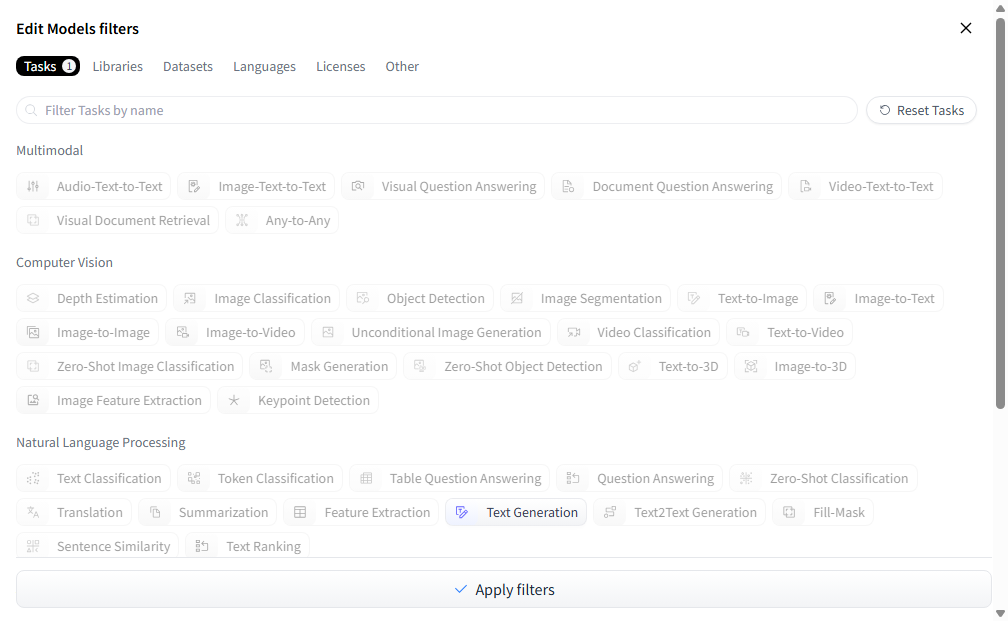 Edit Models filters
Tasks 1 Libraries Datasets Languages Licenses Other
Filter Tasks by name Reset Tasks
Multimodal
Audio-Text-to-Text Image-Text-to-Text Visual Question Answering Document Question Answering Video-Text-to-Text
Visual Document Retrieval Any-to-Any
Computer Vision
Depth Estimation Image Classification Object Detection Image Segmentation Text-to-Image Image-to-Text
Image-to-Image Image-to-Video Unconditional Image Generation Video Classification Text-to-Video
Zero-Shot Image Classification Mask Generation Zero-Shot Object Detection Text-to-3D Image-to-3D
Image Feature Extraction Keypoint Detection
Natural Language Processing
Text Classification Token Classification Table Question Answering Question Answering Zero-Shot Classification
Translation Summarization Feature Extraction Text Generation Text2Text Generation Fill-Mask
Sentence Similarity Text Ranking
Apply filters